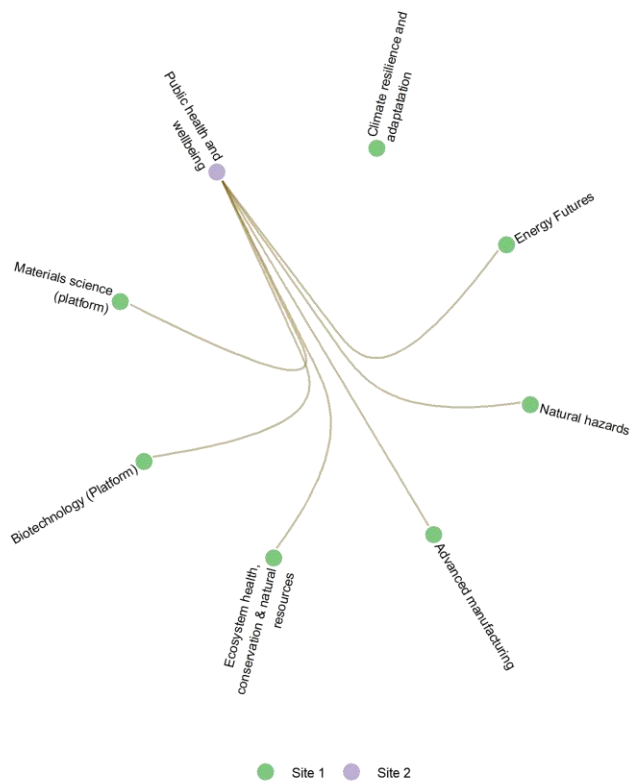 Climate resilience and
adaptatation
Public health and
wellbeing
Energy Futures
Materials science
(platform)
Natural hazards
Biotechnology (Platform)
Advanced manufacturing
Ecosystem health,
conservation & natural
resources
Site 1
Site 2